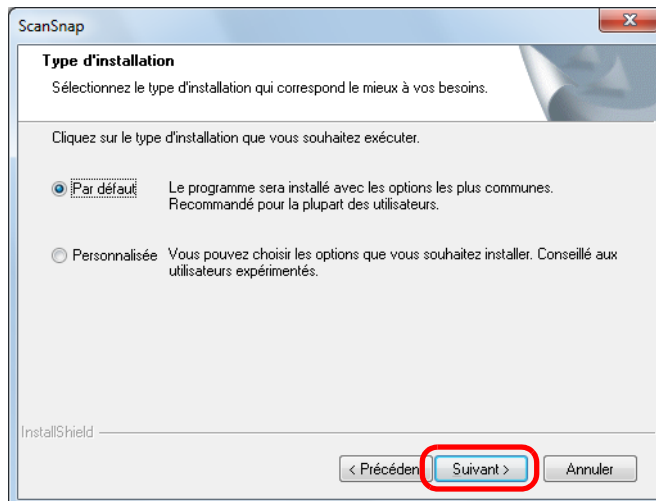 ScanSnap
x
Type d'installation
Sélectionnez le type d'installation qui correspond le mieux à vos besoins.
Cliquez sur le type d'installation que vous souhaitez exécuter.
Par défaut
Le programme sera installé avec les options les plus communes.
Recommandé pour la plupart des utilisateurs.
Personnalisée
Vous pouvez choisir les options que vous souhaitez installer. Conseillé aux
utilisateurs expérimentés.
InstallShield
< Précéden
Suivant >
Annuler